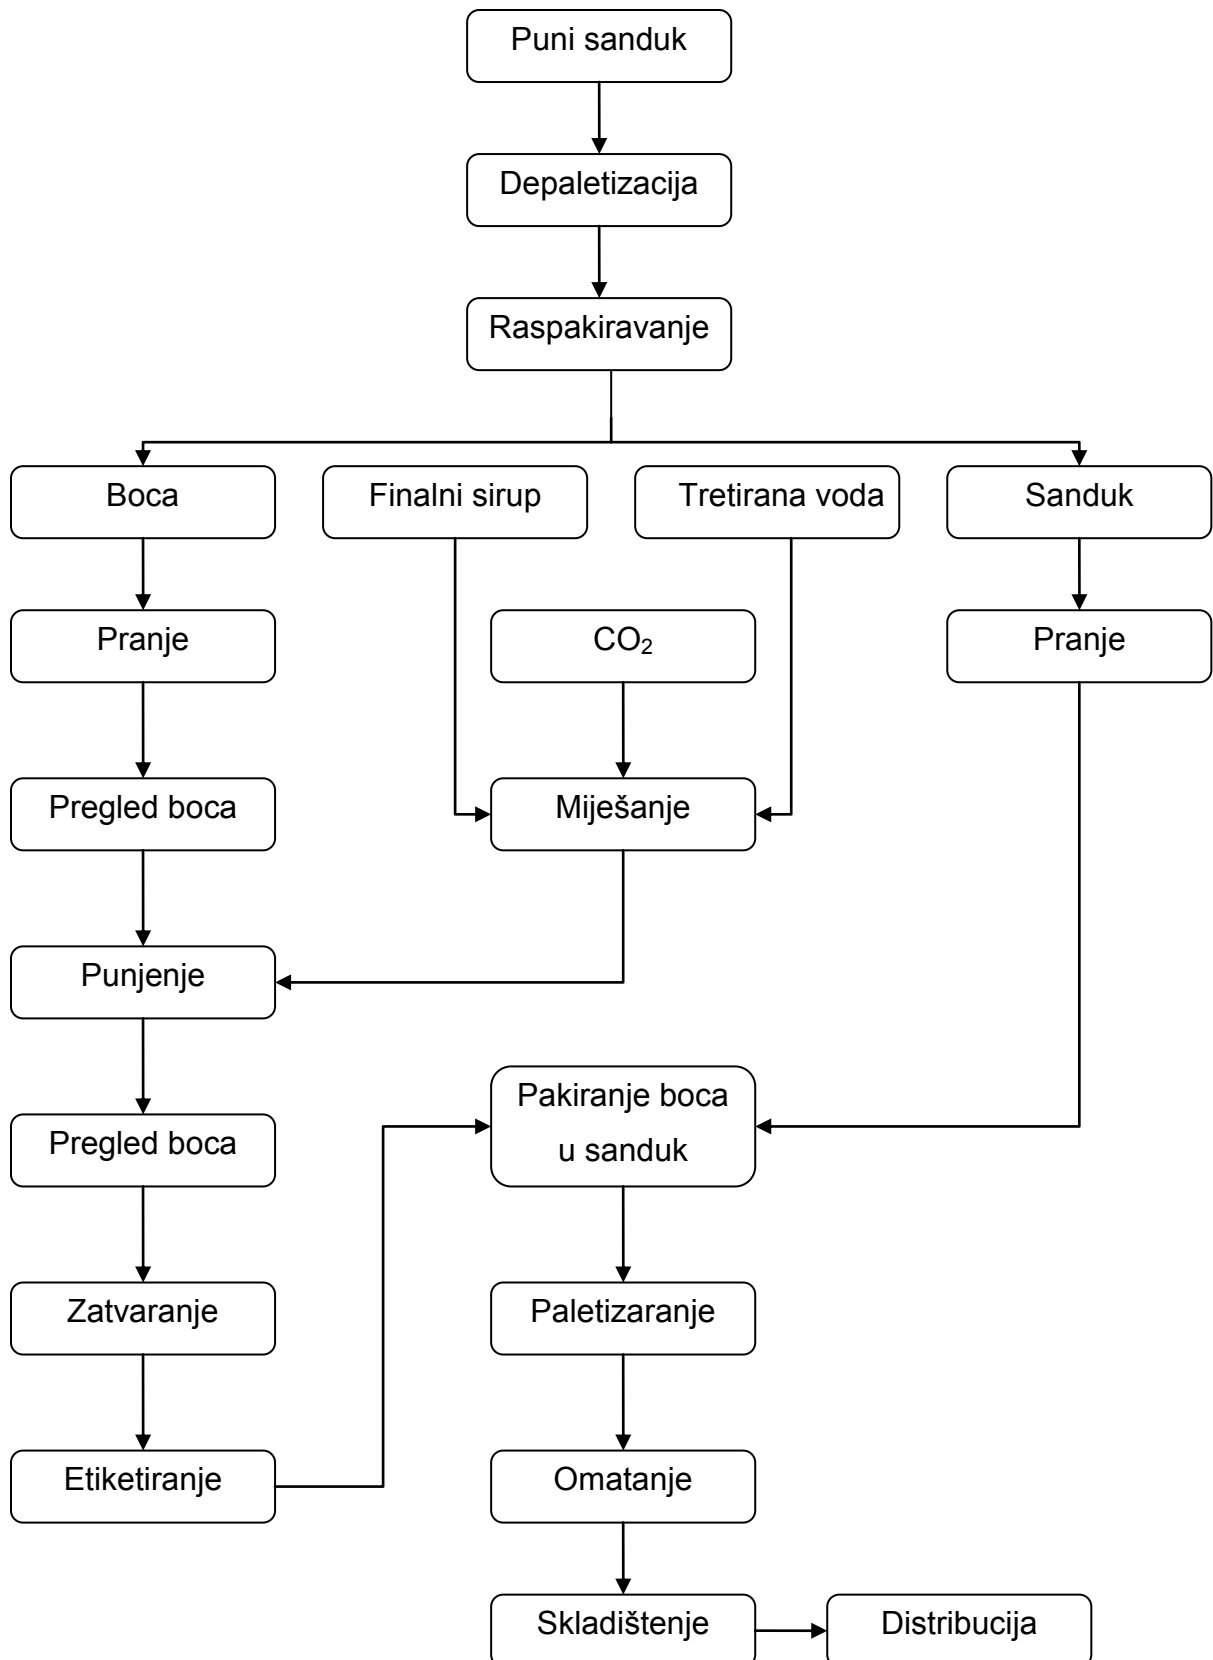 Puni sanduk
Depaletizacija
Raspakiravanje
Boca
Finalni sirup
Tretirana voda
Sanduk
Pranje
CO₂
Pranje
Pregled boca
Miješanje
Punjenje
Pregled boca
Pakiranje boca
u sanduk
Zatvaranje
Paletizaranje
Etiketiranje
Omatanje
Skladištenje
Distribucija